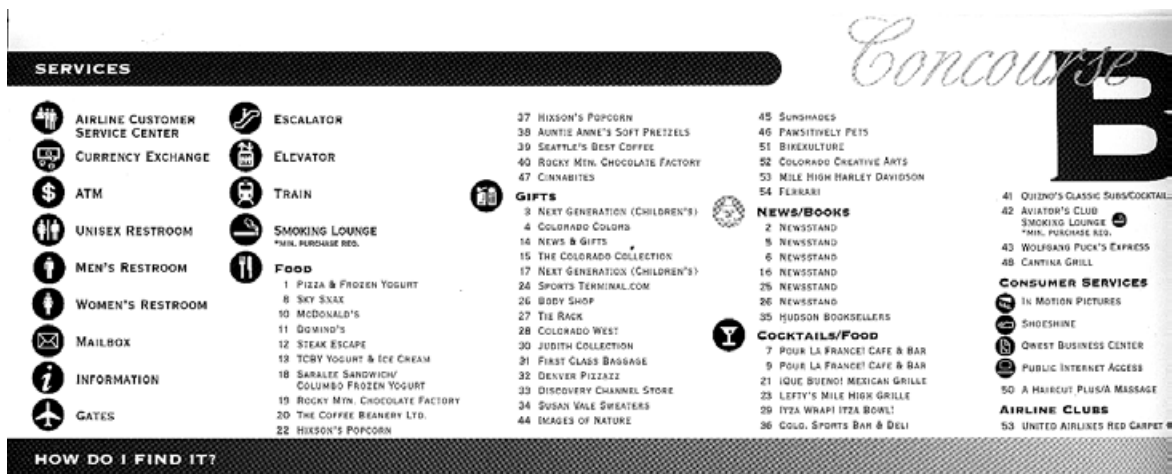 Concourse
B
SERVICES
AIRLINE CUSTOMER
SERVICE CENTER
CURRENCY EXCHANGE
ATM
UNISEX RESTROOM
MEN'S RESTROOM
WOMEN'S RESTROOM
MAILBOX
INFORMATION
GATES
ESCALATOR
ELEVATOR
TRAIN
SMOKING LOUNGE
*MIN. PURCHASE REQ.
FOOD
1 PIZZA & FROZEN YOGURT
8 SKY SNAX
10 MCDONALD'S
11 DOMINO'S
12 STEAK ESCAPE
13 TCBY YOGURT & ICE CREAM
18 SARALEE SANDWICH/
COLUMBO FROZEN YOGURT
19 ROCKY MTN. CHOCOLATE FACTORY
20 THE COFFEE BEANERY LTD.
22 HIXSON'S POPCORN
37 HIXSON'S POPCORN
38 AUNTIE ANNE'S SOFT PRETZELS
39 SEATTLE'S BEST COFFEE
40 ROCKY MTN. CHOCOLATE FACTORY
47 CINNABITES
GIFTS
3 NEXT GENERATION (CHILDREN'S)
4 COLORADO COLORS
14 NEWS & GIFTS
15 THE COLORADO COLLECTION
17 NEXT GENERATION (CHILDREN'S)
24 SPORTS TERMINAL.COM
26 BODY SHOP
27 TIE RACK
28 COLORADO WEST
30 JUDITH COLLECTION
31 FIRST CLASS BAGGAGE
32 DENVER PIZZAZZ
33 DISCOVERY CHANNEL STORE
34 SUSAN VALE SWEATERS
44 IMAGES OF NATURE
45 SUNSHADES
46 PAWSITIVELY PETS
51 BIKEXULTURE
52 COLORADO CREATIVE ARTS
53 MILE HIGH HARLEY DAVIDSON
54 FERRARI
NEWS/BOOKS
2 NEWSSTAND
5 NEWSSTAND
6 NEWSSTAND
16 NEWSSTAND
25 NEWSSTAND
26 NEWSSTAND
35 HUDSON BOOKSELLERS
COCKTAILS/FOOD
7 POUR LA FRANCE! CAFE & BAR
9 POUR LA FRANCE! CAFE & BAR
21 ¡QUE BUENO! MEXICAN GRILLE
23 LEFTY'S MILE HIGH GRILLE
29 ITZA WRAP! ITZA BOWL!
36 COLO. SPORTS BAR & DELI
41 QUIZNO'S CLASSIC SUBS/COCKTAIL
42 AVIATOR'S CLUB
SMOKING LOUNGE
*MIN. PURCHASE REQ.
43 WOLFGANG PUCK'S EXPRESS
48 CANTINA GRILL
CONSUMER SERVICES
IN MOTION PICTURES
SHOESHINE
QWEST BUSINESS CENTER
PUBLIC INTERNET ACCESS
50 A HAIRCUT PLUS/A MASSAGE
AIRLINE CLUBS
53 UNITED AIRLINES RED CARPET
HOW DO I FIND IT?